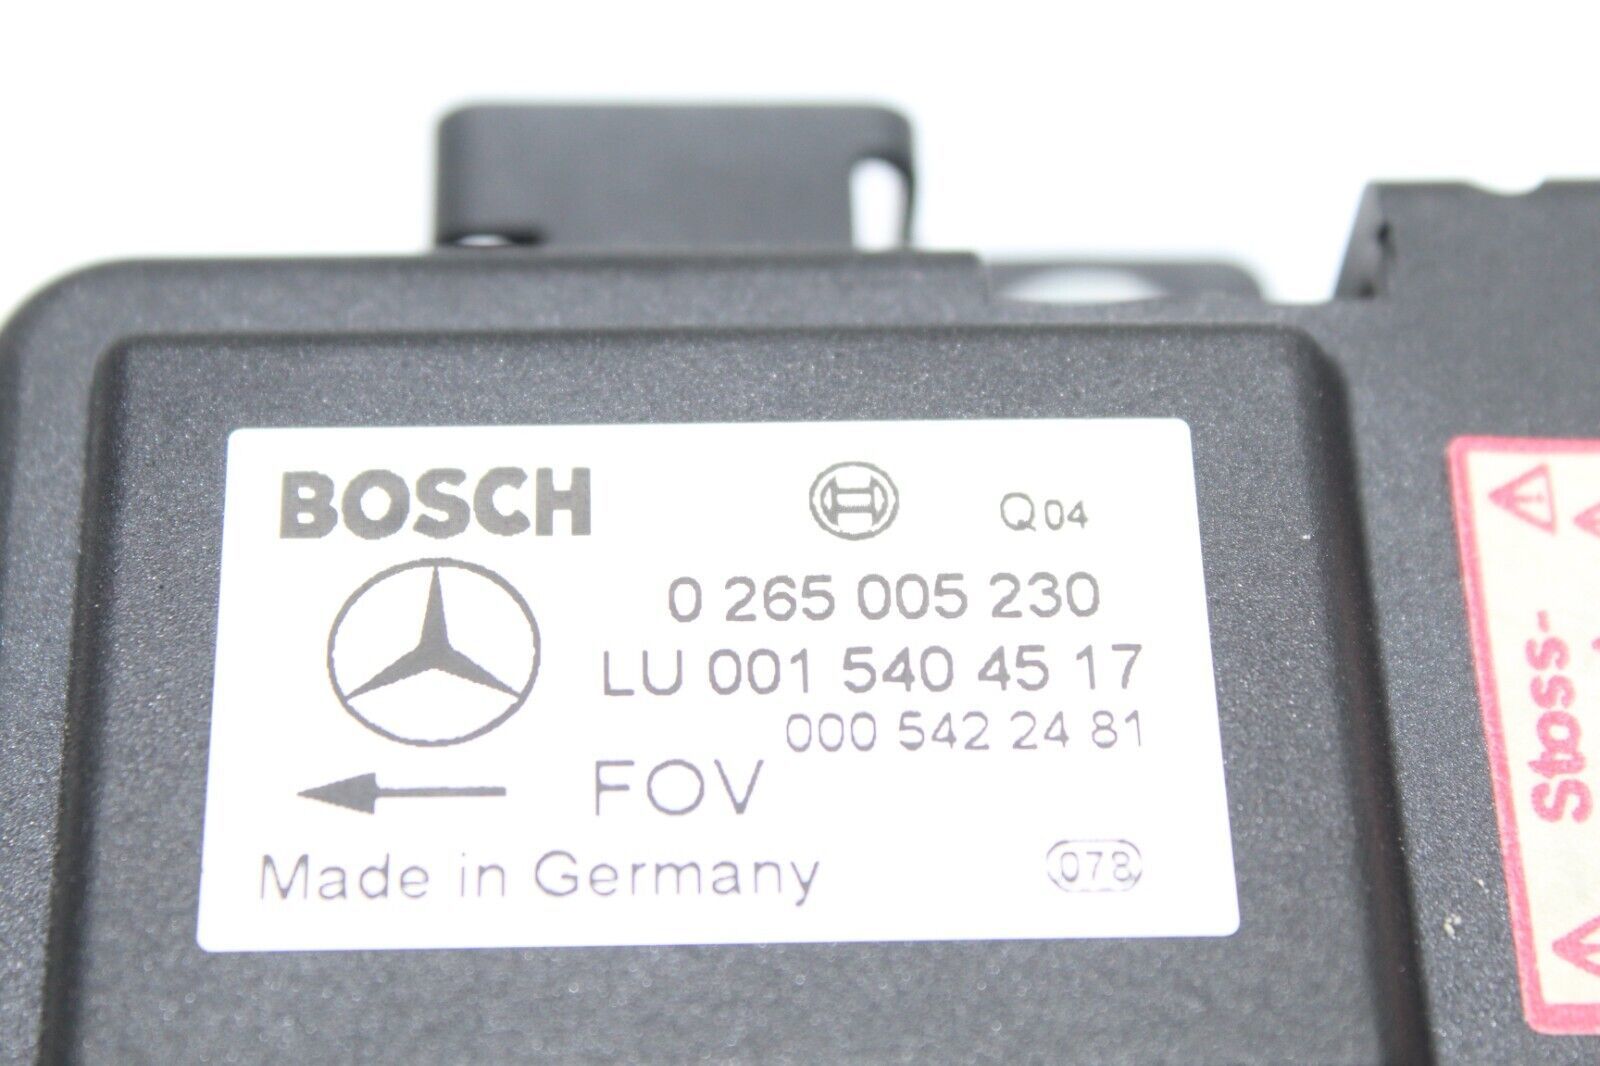 BOSCH
Q04
0 265 005 230
LU 001 540 45 17
000 542 24 81
FOV
Made in Germany
078
Stoss-